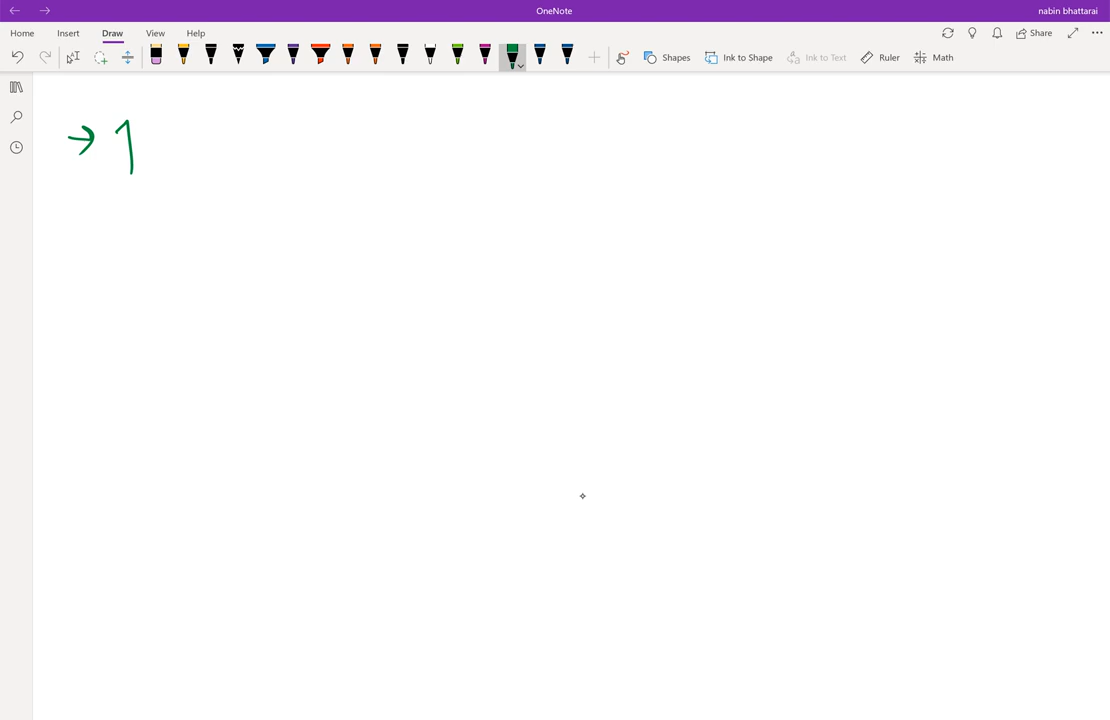 OneNote
nabin bhattarai
Home Insert Draw View Help Share
Shapes Ink to Shape Ink to Text Ruler Math
→ 1